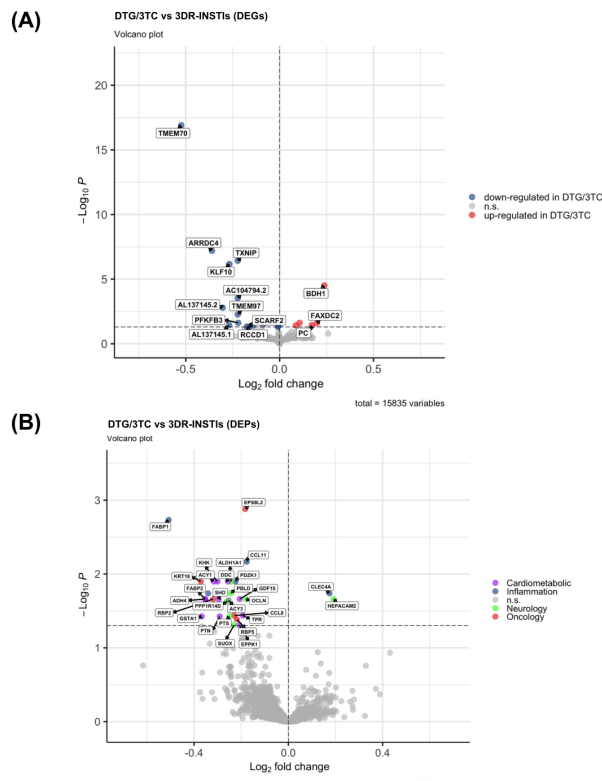 (A)
DTG/3TC vs 3DR-INSTIs (DEGs)
Volcano plot
20
15
10
5
0
− Log10 P
TMEM70
ARRDC4
TXNIP
KLF10
AC104794.2
AL137145.2
TMEM97
PFKFB3
SCARF2
AL137145.1
RCCD1
BDH1
FAXDC2
PC
down-regulated in DTG/3TC
n.s.
up-regulated in DTG/3TC
-0.5 0.0 0.5
Log2 fold change
total = 15835 variables
(B)
DTG/3TC vs 3DR-INSTIs (DEPs)
Volcano plot
3
2
1
0
− Log10 P
EPS8L2
FABP1
CCL11
KHK ALDH1A1
KRT18 ACY1 DDC PDZK1
FABP2 SHD PBLD GDF15
ADH4 PPP1R14D OCLN
RBP2 ACY3 CCL8
GSTA1 PTS TPR
PTN RBP5
SUOX EPPK1
CLEC4A
HEPACAM2
Cardiometabolic
Inflammation
n.s.
Neurology
Oncology
-0.4 0.0 0.4
Log2 fold change